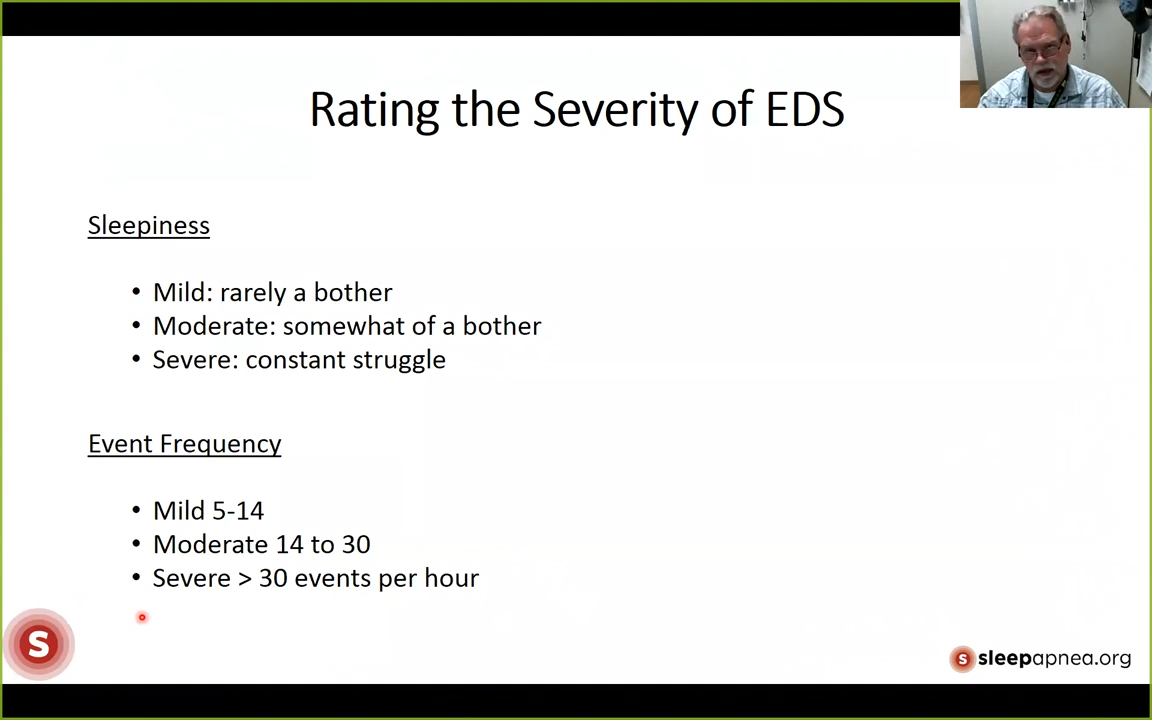 Rating the Severity of EDS
Sleepiness
• Mild: rarely a bother
• Moderate: somewhat of a bother
• Severe: constant struggle
Event Frequency
• Mild 5-14
• Moderate 14 to 30
• Severe > 30 events per hour
S
S sleepapnea.org